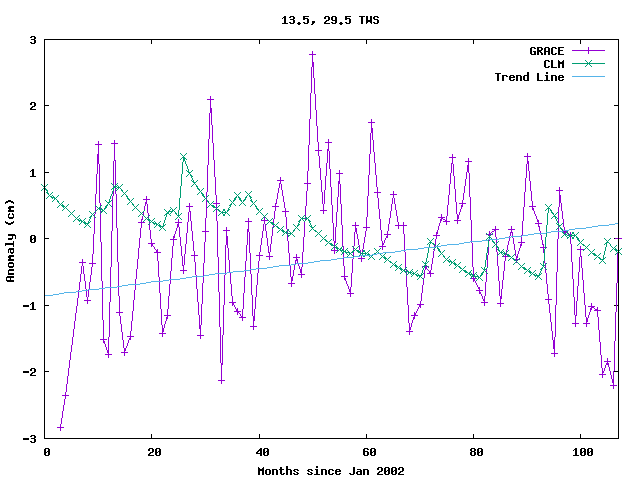 13.5, 29.5 TWS
GRACE
CLM
Trend Line
Anomaly (cm)
3
2
1
0
-1
-2
-3
0 20 40 60 80 100
Months since Jan 2002